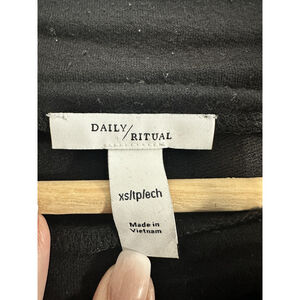 DAILY/RITUAL
xs/tp/ech
Made in
Vietnam